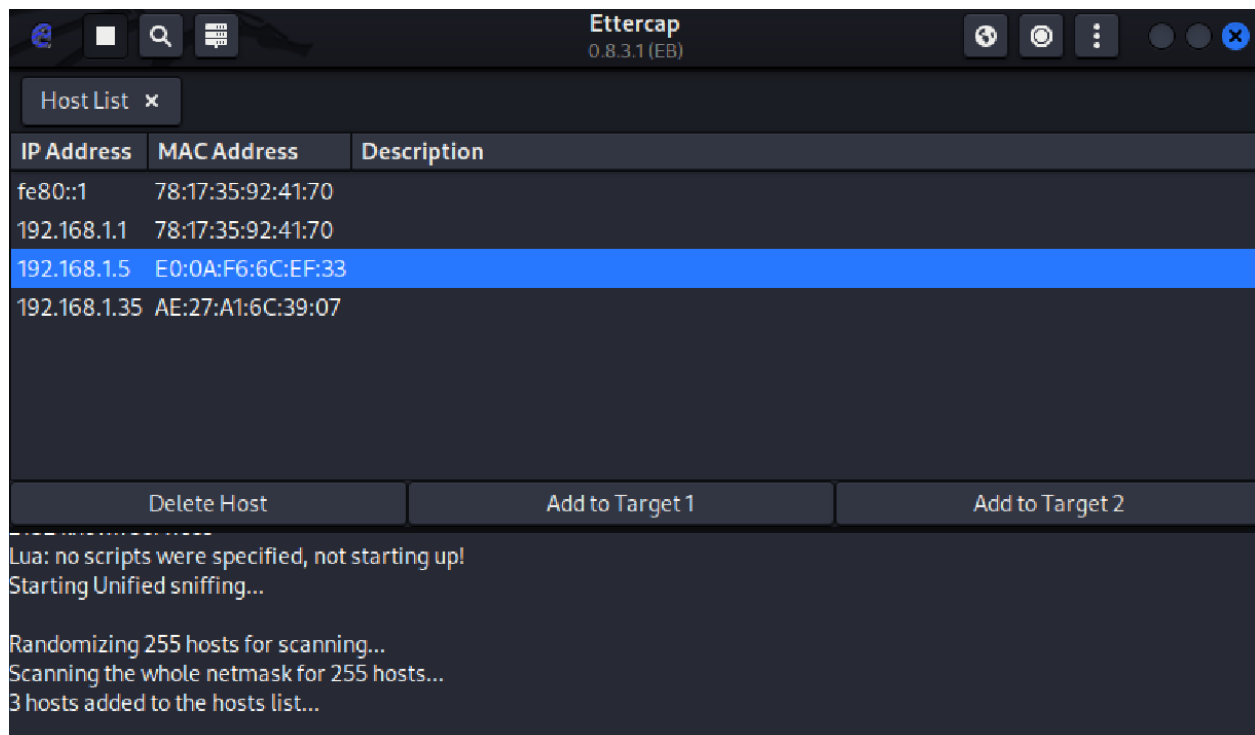 Ettercap
0.8.3.1 (EB)
Host List ×
IP Address MAC Address Description
fe80::1 78:17:35:92:41:70
192.168.1.1 78:17:35:92:41:70
192.168.1.5 E0:0A:F6:6C:EF:33
192.168.1.35 AE:27:A1:6C:39:07
Delete Host Add to Target 1 Add to Target 2
Lua: no scripts were specified, not starting up!
Starting Unified sniffing...
Randomizing 255 hosts for scanning...
Scanning the whole netmask for 255 hosts...
3 hosts added to the hosts list...